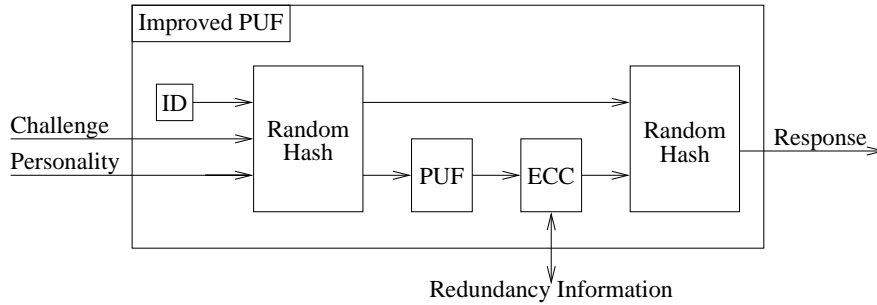 Improved PUF
ID
Challenge
Personality
Random
Hash
PUF
ECC
Random
Hash
Response
Redundancy Information